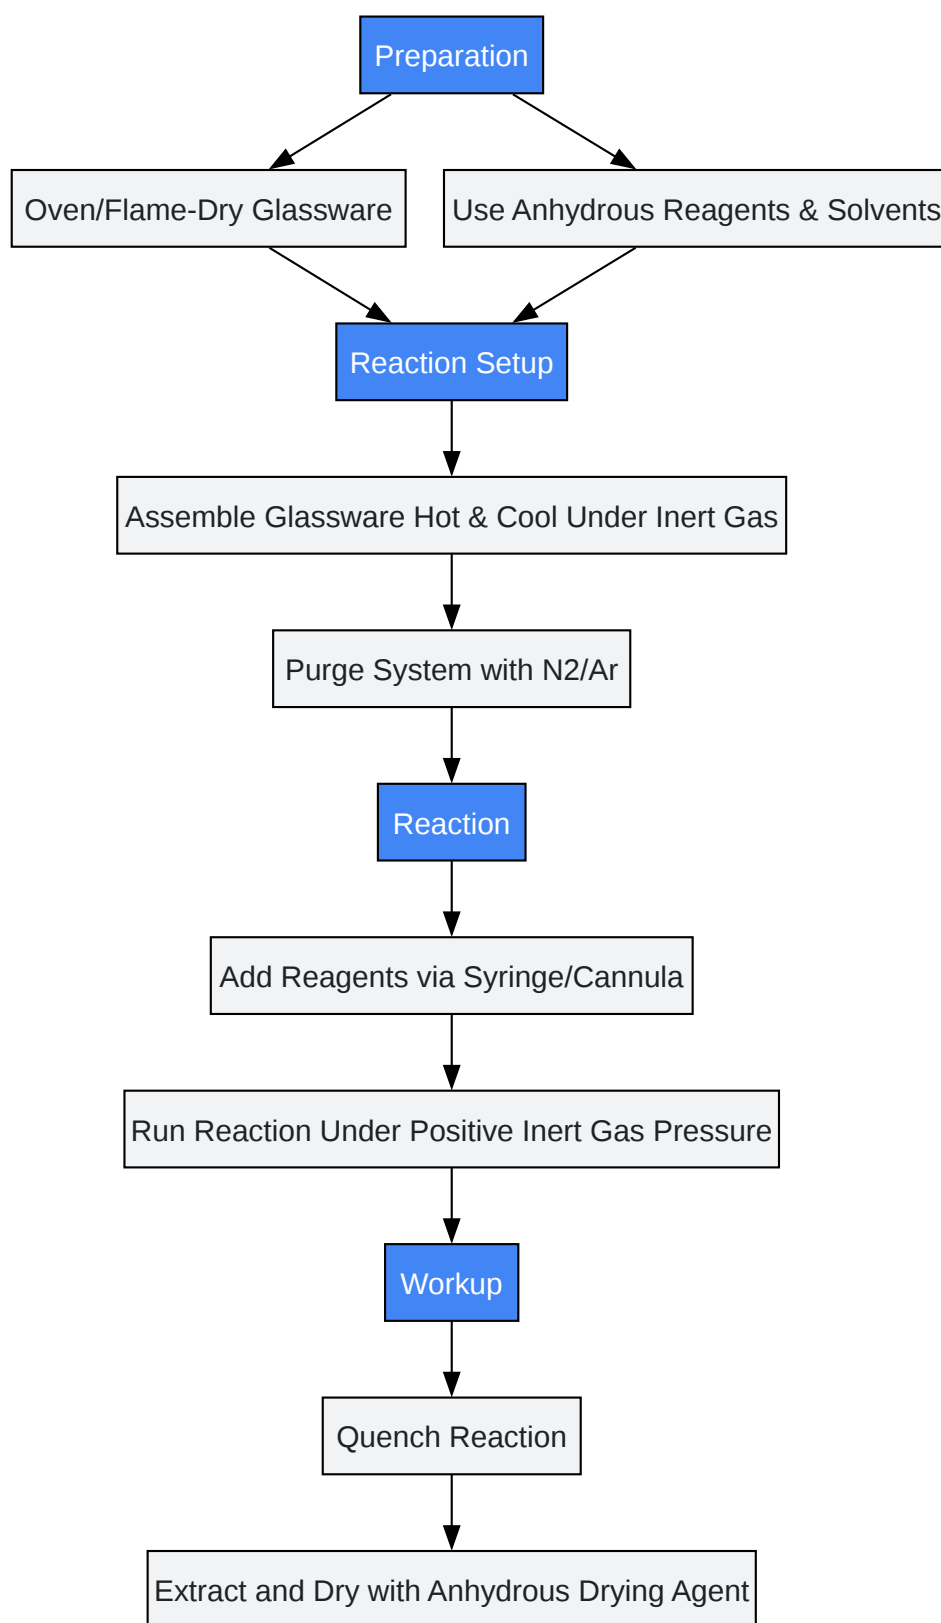 Preparation
Oven/Flame-Dry Glassware
Use Anhydrous Reagents & Solvents
Reaction Setup
Assemble Glassware Hot & Cool Under Inert Gas
Purge System with N2/Ar
Reaction
Add Reagents via Syringe/Cannula
Run Reaction Under Positive Inert Gas Pressure
Workup
Quench Reaction
Extract and Dry with Anhydrous Drying Agent